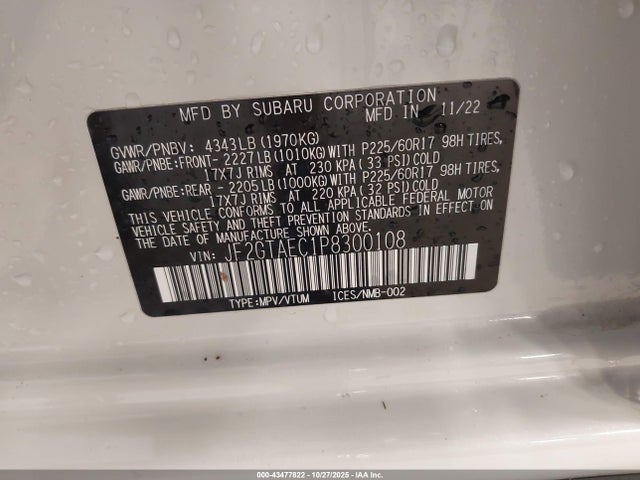 MFD BY SUBARU CORPORATION
MFD IN 11/22
GVWR/PNBV: 4343LB(1970KG)
GAWR/PNBE:FRONT- 2227LB(1010KG)WITH P225/60R17 98H TIRES,
17X7J RIMS AT 230 KPA(33 PSI)COLD
GAWR/PNBE:REAR - 2205LB(1000KG)WITH P225/60R17 98H TIRES,
17X7J RIMS AT 220 KPA(32 PSI)COLD
THIS VEHICLE CONFORMS TO ALL APPLICABLE FEDERAL MOTOR
VEHICLE SAFETY AND THEFT PREVENTION STANDARDS IN EFFECT
ON THE DATE OF MANUFACTURE SHOWN ABOVE.
VIN: JF2GTAEC1P8300108
TYPE:MPV/VTUM ICES/NMB-002
000-43477822 - 10/27/2025 - © IAA Inc.